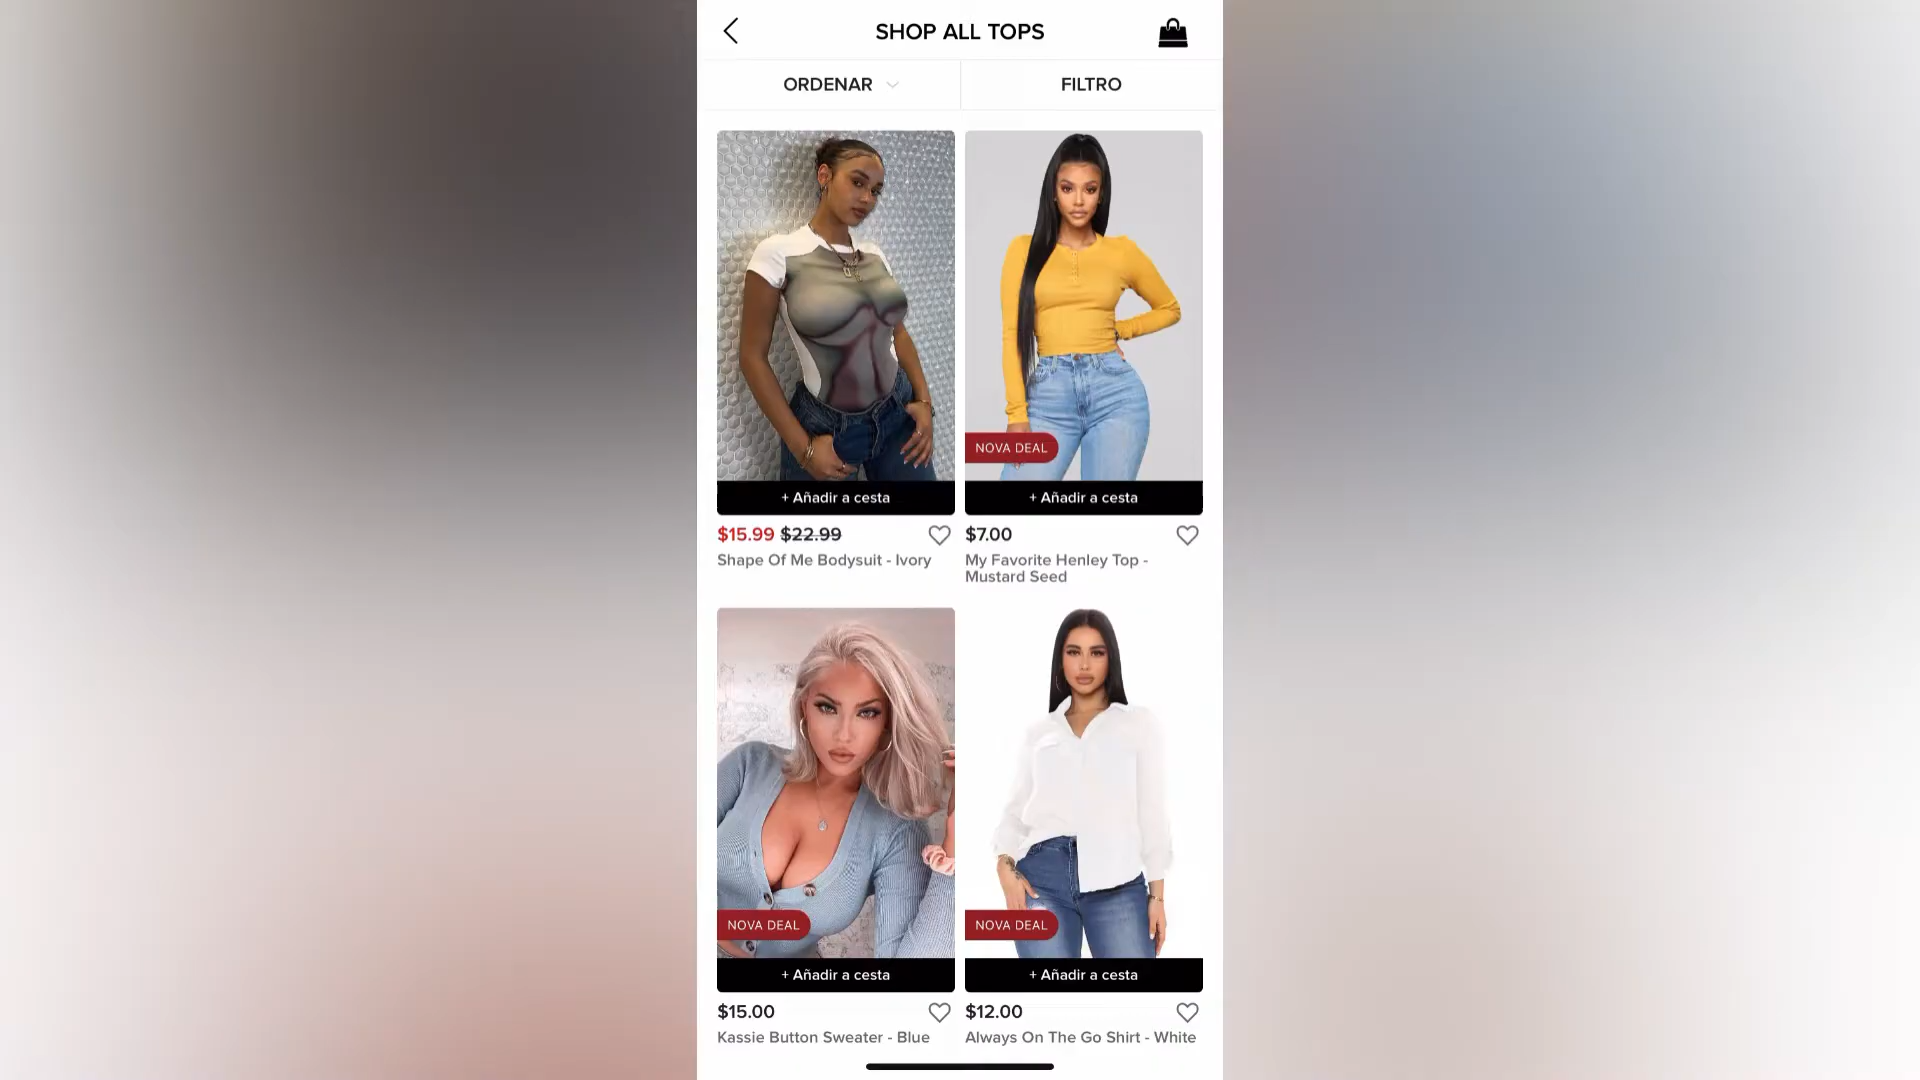 SHOP ALL TOPS
ORDENAR
FILTRO
NOVA DEAL
+ Añadir a cesta
+ Añadir a cesta
$15.99 $22.99
$7.00
Shape Of Me Bodysuit - Ivory
My Favorite Henley Top -
Mustard Seed
NOVA DEAL
NOVA DEAL
+ Añadir a cesta
+ Añadir a cesta
$15.00
$12.00
Kassie Button Sweater - Blue
Always On The Go Shirt - White